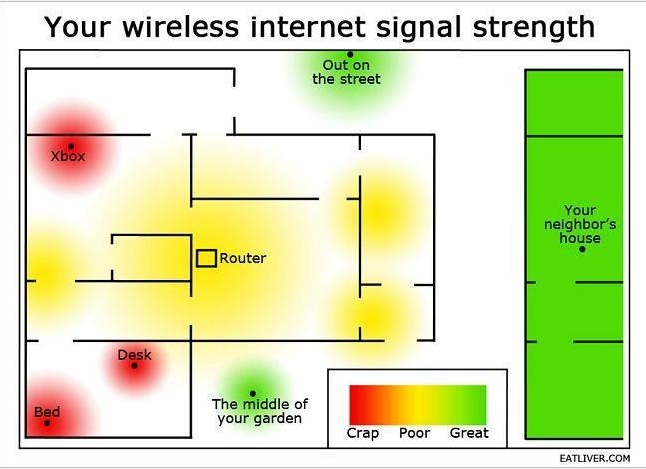 Your wireless internet signal strength
Out on
the street
Xbox
Your
neighbor's
house
Router
Desk
The middle of
your garden
Bed
Crap Poor Great
EATLIVER.COM